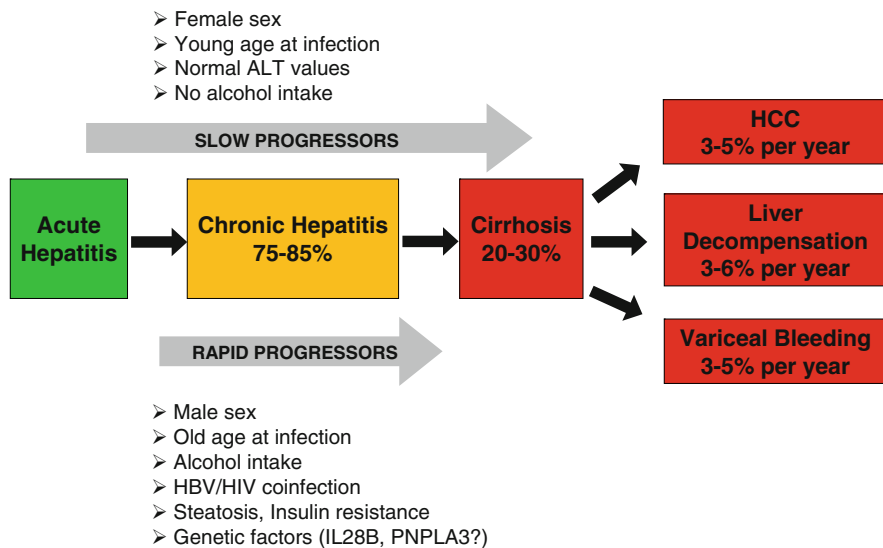 ➢ Female sex
➢ Young age at infection
➢ Normal ALT values
➢ No alcohol intake
SLOW PROGRESSORS
Acute
Hepatitis
Chronic Hepatitis
75-85%
Cirrhosis
20-30%
HCC
3-5% per year
Liver
Decompensation
3-6% per year
Variceal Bleeding
3-5% per year
RAPID PROGRESSORS
➢ Male sex
➢ Old age at infection
➢ Alcohol intake
➢ HBV/HIV coinfection
➢ Steatosis, Insulin resistance
➢ Genetic factors (IL28B, PNPLA3?)